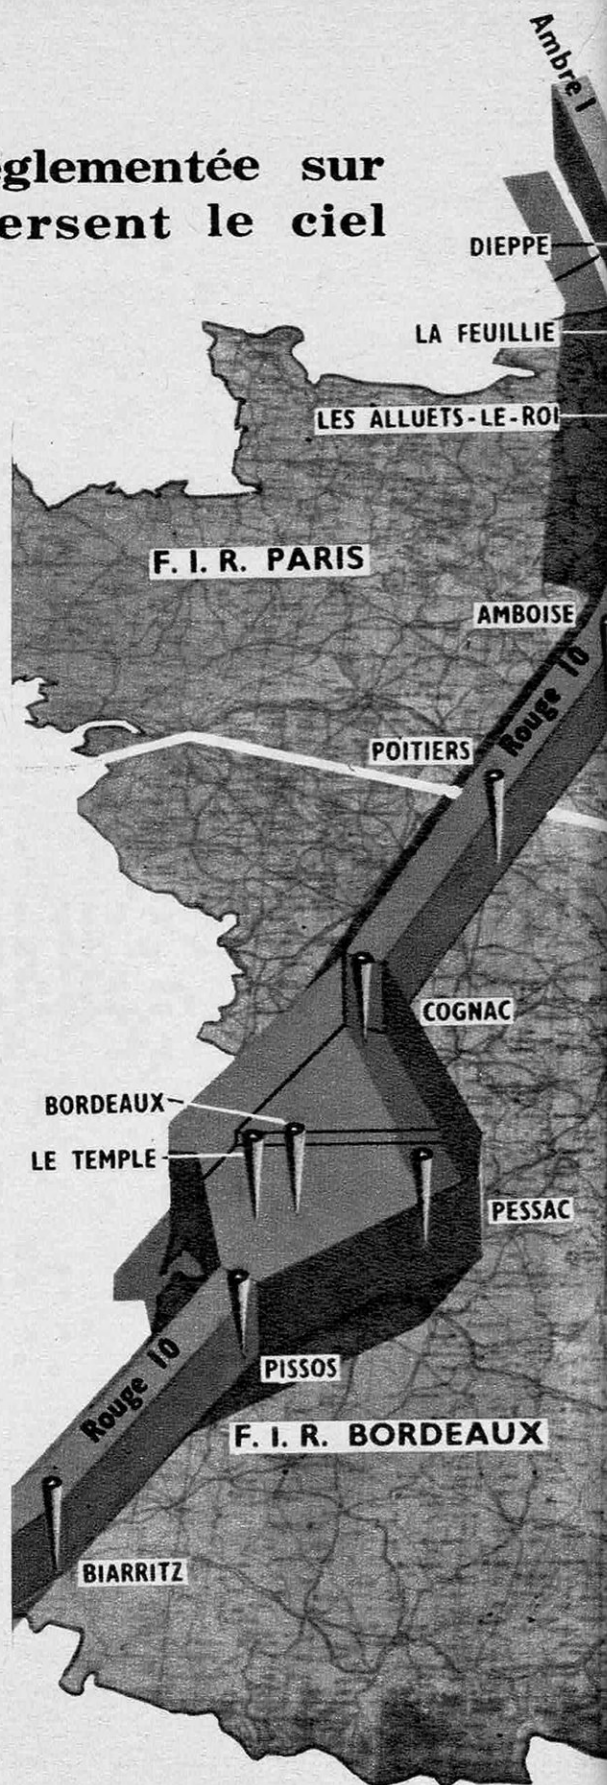 Ambre 1
églementée sur
ersent le ciel
DIEPPE
LA FEUILLIE
LES ALLUETS-LE-ROI
F. I. R. PARIS
AMBOISE
Rouge 10
POITIERS
COGNAC
BORDEAUX
LE TEMPLE
PESSAC
PISSOS
Rouge 10
F. I. R. BORDEAUX
BIARRITZ